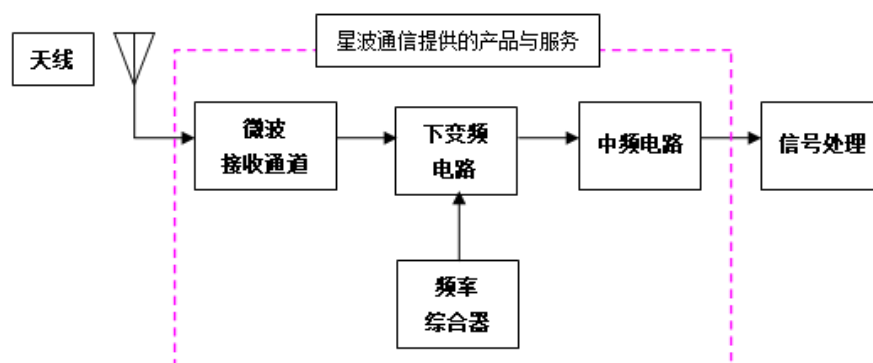 星波通信提供的产品与服务
天线
微波
接收通道
下变频
电路
中频电路
信号处理
频率
综合器